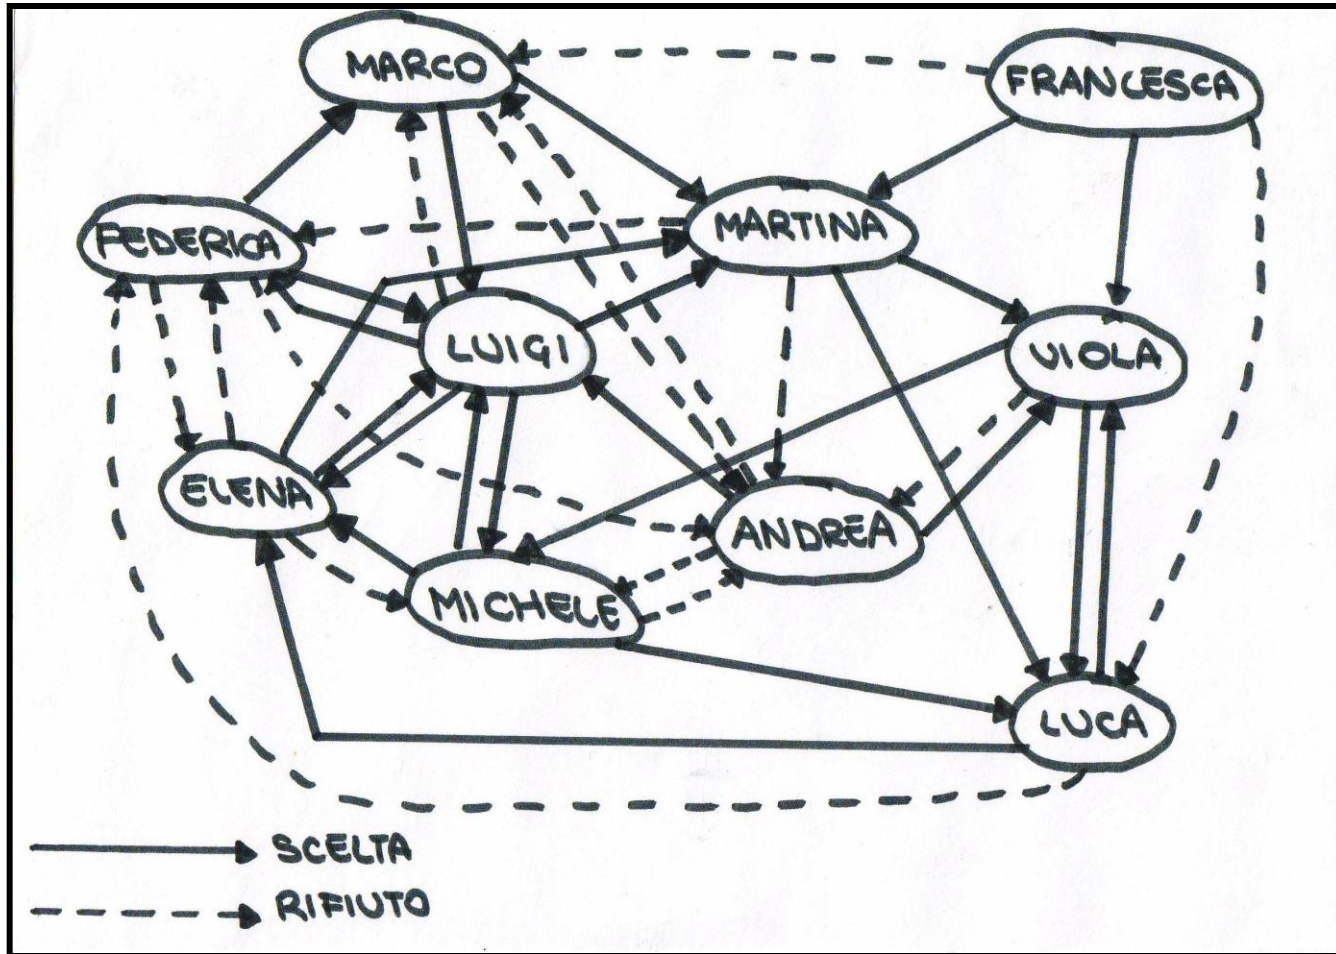 MARCO
FRANCESCA
MARTINA
FEDERICA
LUIGI
VIOLA
ELENA
ANDREA
MICHELE
LUCA
SCELTA
RIFIUTO